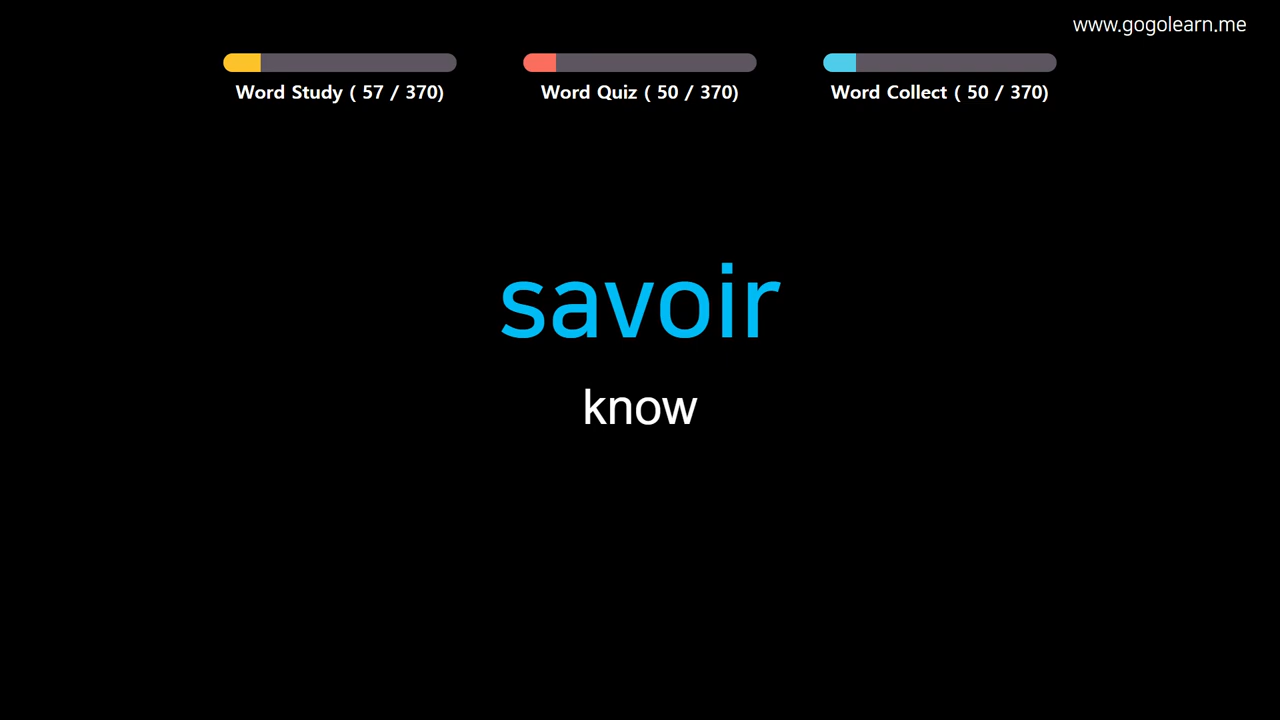 www.gogolearn.me
Word Study ( 57 / 370)
Word Quiz ( 50 / 370)
Word Collect ( 50 / 370)
savoir
know